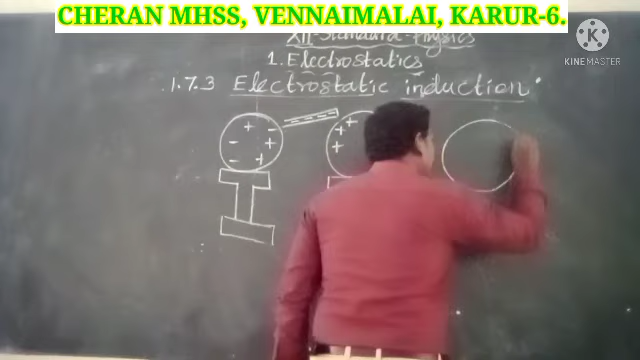 CHERAN MHSS, VENNAIMALAI, KARUR-6.
XII-Standard-Physics
KINEMASTER
1. Electrostatics
1.7.3 Electrostatic induction